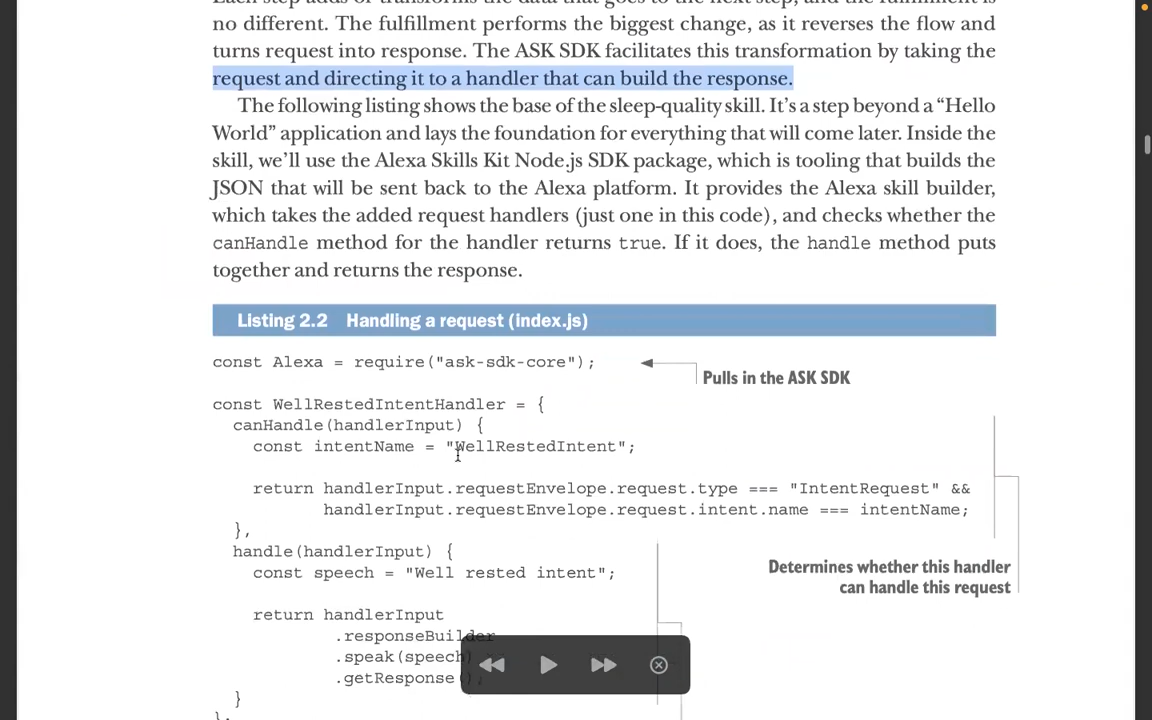 no different. The fulfillment performs the biggest change, as it reverses the flow and
turns request into response. The ASK SDK facilitates this transformation by taking the
request and directing it to a handler that can build the response.
The following listing shows the base of the sleep-quality skill. It's a step beyond a “Hello
World” application and lays the foundation for everything that will come later. Inside the
skill, we'll use the Alexa Skills Kit Node.js SDK package, which is tooling that builds the
JSON that will be sent back to the Alexa platform. It provides the Alexa skill builder,
which takes the added request handlers (just one in this code), and checks whether the
canHandle method for the handler returns true. If it does, the handle method puts
together and returns the response.
Listing 2.2 Handling a request (index.js)
const Alexa = require("ask-sdk-core");
Pulls in the ASK SDK
const WellRestedIntentHandler = {
canHandle(handlerInput) {
const intentName = "WellRestedIntent";
return handlerInput.requestEnvelope.request.type === "IntentRequest" &&
handlerInput.requestEnvelope.request.intent.name === intentName;
},
handle(handlerInput) {
Determines whether this handler
can handle this request
const speech = "Well rested intent";
return handlerInput
.responseBuilder
.speak(speech)
.getResponse();
}